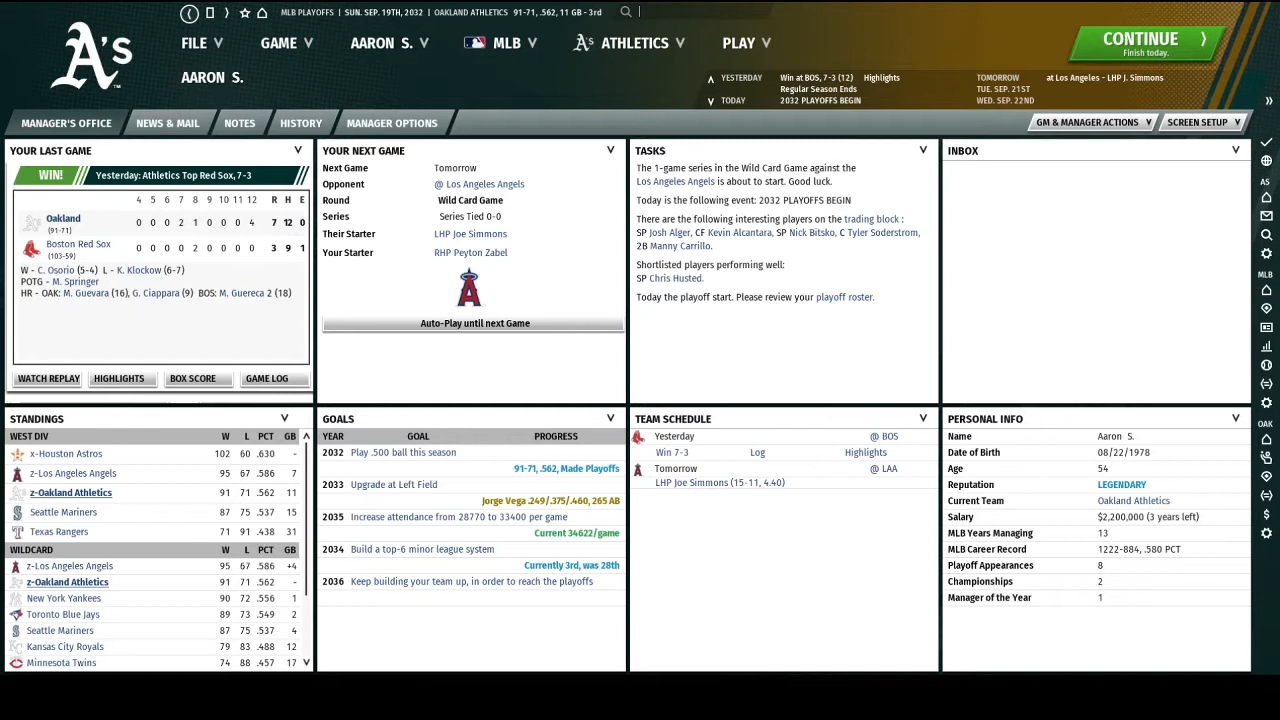 MLB PLAYOFFS | SUN. SEP. 19TH, 2032 | OAKLAND ATHLETICS 91-71, .562, 11 GB - 3rd
A's
FILE GAME AARON S. MLB A's ATHLETICS PLAY
CONTINUE
Finish today.
AARON S.
YESTERDAY Win at BOS, 7-3 (12) Highlights TOMORROW at Los Angeles - LHP J. Simmons
Regular Season Ends TUE. SEP. 21ST
TODAY 2032 PLAYOFFS BEGIN WED. SEP. 22ND
MANAGER'S OFFICE NEWS & MAIL NOTES HISTORY MANAGER OPTIONS GM & MANAGER ACTIONS SCREEN SETUP
YOUR LAST GAME
WIN! Yesterday: Athletics Top Red Sox, 7-3
4 5 6 7 8 9 10 11 12 R H E
Oakland 0 0 0 2 1 0 0 0 4 7 12 0
(91-71)
Boston Red Sox 0 0 0 0 2 0 0 0 0 3 9 1
(103-59)
W - C. Osorio (5-4) L - K. Klockow (6-7)
POTG - M. Springer
HR - OAK: M. Guevara (16), G. Ciappara (9) BOS: M. Guereca 2 (18)
WATCH REPLAY HIGHLIGHTS BOX SCORE GAME LOG
YOUR NEXT GAME
Next Game Tomorrow
Opponent @ Los Angeles Angels
Round Wild Card Game
Series Series Tied 0-0
Their Starter LHP Joe Simmons
Your Starter RHP Peyton Zabel
Auto-Play until next Game
TASKS
The 1-game series in the Wild Card Game against the
Los Angeles Angels is about to start. Good luck.
Today is the following event: 2032 PLAYOFFS BEGIN
There are the following interesting players on the trading block :
SP Josh Alger, CF Kevin Alcantara, SP Nick Bitsko, C Tyler Soderstrom,
2B Manny Carrillo.
Shortlisted players performing well:
SP Chris Husted.
Today the playoff start. Please review your playoff roster.
INBOX
AS
MLB
OAK
STANDINGS
WEST DIV W L PCT GB
x-Houston Astros 102 60 .630 -
z-Los Angeles Angels 95 67 .586 7
z-Oakland Athletics 91 71 .562 11
Seattle Mariners 87 75 .537 15
Texas Rangers 71 91 .438 31
WILDCARD W L PCT GB
z-Los Angeles Angels 95 67 .586 +4
z-Oakland Athletics 91 71 .562 -
New York Yankees 90 72 .556 1
Toronto Blue Jays 89 73 .549 2
Seattle Mariners 87 75 .537 4
Kansas City Royals 79 83 .488 12
Minnesota Twins 74 88 .457 17
GOALS
YEAR GOAL PROGRESS
2032 Play .500 ball this season
91-71, .562, Made Playoffs
2033 Upgrade at Left Field
Jorge Vega .249/.375/.460, 265 AB
2035 Increase attendance from 28770 to 33400 per game
Current 34622/game
2034 Build a top-6 minor league system
Currently 3rd, was 28th
2036 Keep building your team up, in order to reach the playoffs
TEAM SCHEDULE
Yesterday @ BOS
Win 7-3 Log Highlights
Tomorrow @ LAA
LHP Joe Simmons (15-11, 4.40)
PERSONAL INFO
Name Aaron S.
Date of Birth 08/22/1978
Age 54
Reputation LEGENDARY
Current Team Oakland Athletics
Salary $2,200,000 (3 years left)
MLB Years Managing 13
MLB Career Record 1222-884, .580 PCT
Playoff Appearances 8
Championships 2
Manager of the Year 1